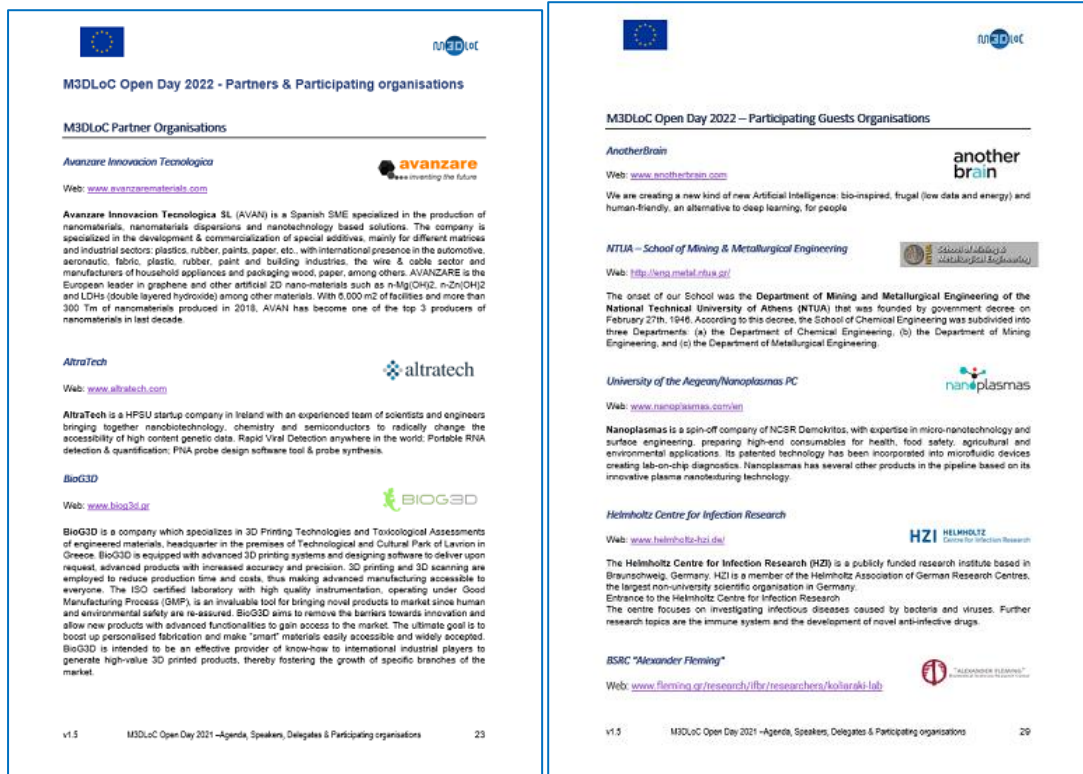 M3DLoC
M3DLoC Open Day 2022 - Partners & Participating organisations
M3DLoC Partner Organisations
Avanzare Innovacion Tecnologica
avanzare
inventing the future
Web: www.avanzarematerials.com
Avanzare Innovacion Tecnologica SL (AVAN) is a Spanish SME specialized in the production of
nanomaterials, nanomaterials dispersions and nanotechnology based solutions. The company is
specialized in the development & commercialization of special additives, mainly for different matrices
and industrial sectors: plastics, rubber, paints, paper, etc., with international presence in the automotive,
aeronautic, fabric, plastic, rubber, paint and building industries, the wire & cable sector and
manufacturers of household appliances and packaging wood, paper, among others. AVANZARE is the
European leader in graphene and other artificial 2D nano-materials such as n-Mg(OH)2, n-Zn(OH)2
and LDHs (double layered hydroxide) among other materials. With 6,000 m2 of facilities and more than
300 Tm of nanomaterials produced in 2018, AVAN has become one of the top 3 producers of
nanomaterials in last decade.
AltraTech
altratech
Web: www.altratech.com
AltraTech is a HPSU startup company in Ireland with an experienced team of scientists and engineers
bringing together nanobiotechnology, chemistry and semiconductors to radically change the
accessibility of high content genetic data. Rapid Viral Detection anywhere in the world; Portable RNA
detection & quantification; PNA probe design software tool & probe synthesis.
BioG3D
BIOG3D
Web: www.biog3d.gr
BioG3D is a company which specializes in 3D Printing Technologies and Toxicological Assessments
of engineered materials, headquarter in the premises of Technological and Cultural Park of Lavrion in
Greece. BioG3D is equipped with advanced 3D printing systems and designing software to deliver upon
request, advanced products with increased accuracy and precision. 3D printing and 3D scanning are
employed to reduce production time and costs, thus making advanced manufacturing accessible to
everyone. The ISO certified laboratory with high quality instrumentation, operating under Good
Manufacturing Process (GMP), is an invaluable tool for bringing novel products to market since human
and environmental safety are re-assured. BioG3D aims to remove the barriers towards innovation and
allow new products with advanced functionalities to gain access to the market. The ultimate goal is to
boost up personalised fabrication and make "smart" materials easily accessible and widely accepted.
BioG3D is intended to be an effective provider of know-how to international industrial players to
generate high-value 3D printed products, thereby fostering the growth of specific branches of the
market.
v1.5 M3DLoC Open Day 2021 –Agenda, Speakers, Delegates & Participating organisations 23
M3DLoC
M3DLoC Open Day 2022 – Participating Guests Organisations
AnotherBrain
another
brain
Web: www.anotherbrain.com
We are creating a new kind of new Artificial Intelligence: bio-inspired, frugal (low data and energy) and
human-friendly, an alternative to deep learning, for people
NTUA – School of Mining & Metallurgical Engineering
NTUA
School of Mining &
Metallurgical Engineering
Web: http://eng.metal.ntua.gr/
The onset of our School was the Department of Mining and Metallurgical Engineering of the
National Technical University of Athens (NTUA) that was founded by government decree on
February 27th, 1946. According to this decree, the School of Chemical Engineering was subdivided into
three Departments: (a) the Department of Chemical Engineering, (b) the Department of Mining
Engineering, and (c) the Department of Metallurgical Engineering.
University of the Aegean/Nanoplasmas PC
nanoplasmas
Web: www.nanoplasmas.com/en
Nanoplasmas is a spin-off company of NCSR Demokritos, with expertise in micro-nanotechnology and
surface engineering, preparing high-end consumables for health, food safety, agricultural and
environmental applications. Its patented technology has been incorporated into microfluidic devices
creating lab-on-chip diagnostics. Nanoplasmas has several other products in the pipeline based on its
innovative plasma nanotexturing technology.
Helmholtz Centre for Infection Research
HZI HELMHOLTZ
Centre for Infection Research
Web: www.helmholtz-hzi.de/
The Helmholtz Centre for Infection Research (HZI) is a publicly funded research institute based in
Braunschweig, Germany. HZI is a member of the Helmholtz Association of German Research Centres,
the largest non-university scientific organisation in Germany.
Entrance to the Helmholtz Centre for Infection Research
The centre focuses on investigating infectious diseases caused by bacteria and viruses. Further
research topics are the immune system and the development of novel anti-infective drugs.
BSRC "Alexander Fleming"
"ALEXANDER FLEMING"
Biomedical Sciences Research Center
Web: www.fleming.gr/research/ifbr/researchers/koliaraki-lab
v1.5 M3DLoC Open Day 2021 –Agenda, Speakers, Delegates & Participating organisations 29